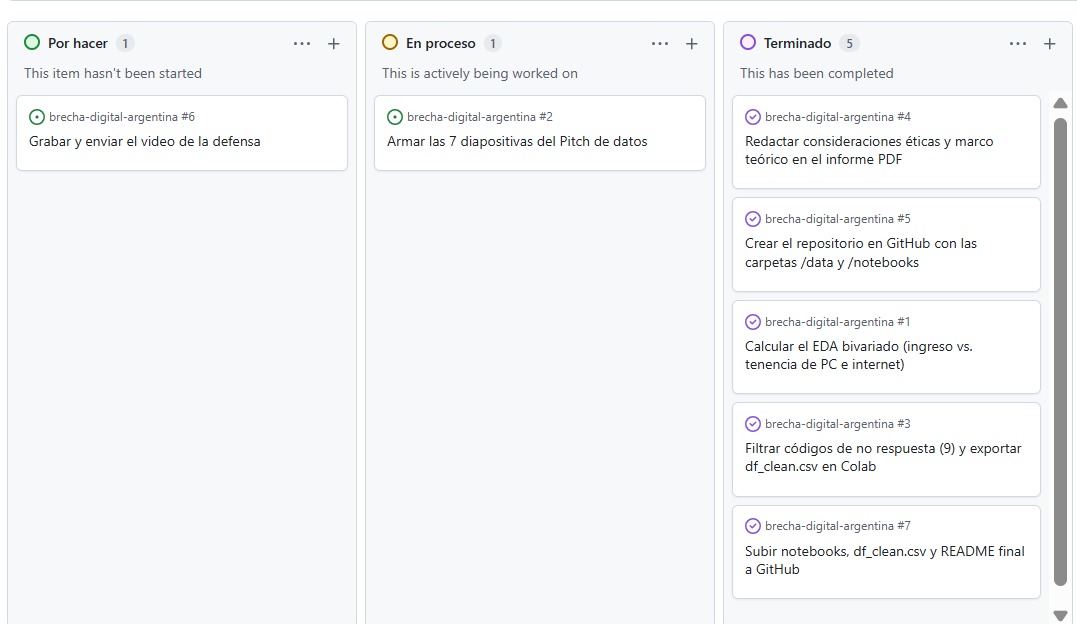 Por hacer 1
This item hasn't been started
brecha-digital-argentina #6
Grabar y enviar el video de la defensa
En proceso 1
This is actively being worked on
brecha-digital-argentina #2
Armar las 7 diapositivas del Pitch de datos
Terminado 5
This has been completed
brecha-digital-argentina #4
Redactar consideraciones éticas y marco
teórico en el informe PDF
brecha-digital-argentina #5
Crear el repositorio en GitHub con las
carpetas /data y /notebooks
brecha-digital-argentina #1
Calcular el EDA bivariado (ingreso vs.
tenencia de PC e internet)
brecha-digital-argentina #3
Filtrar códigos de no respuesta (9) y exportar
df_clean.csv en Colab
brecha-digital-argentina #7
Subir notebooks, df_clean.csv y README final
a GitHub